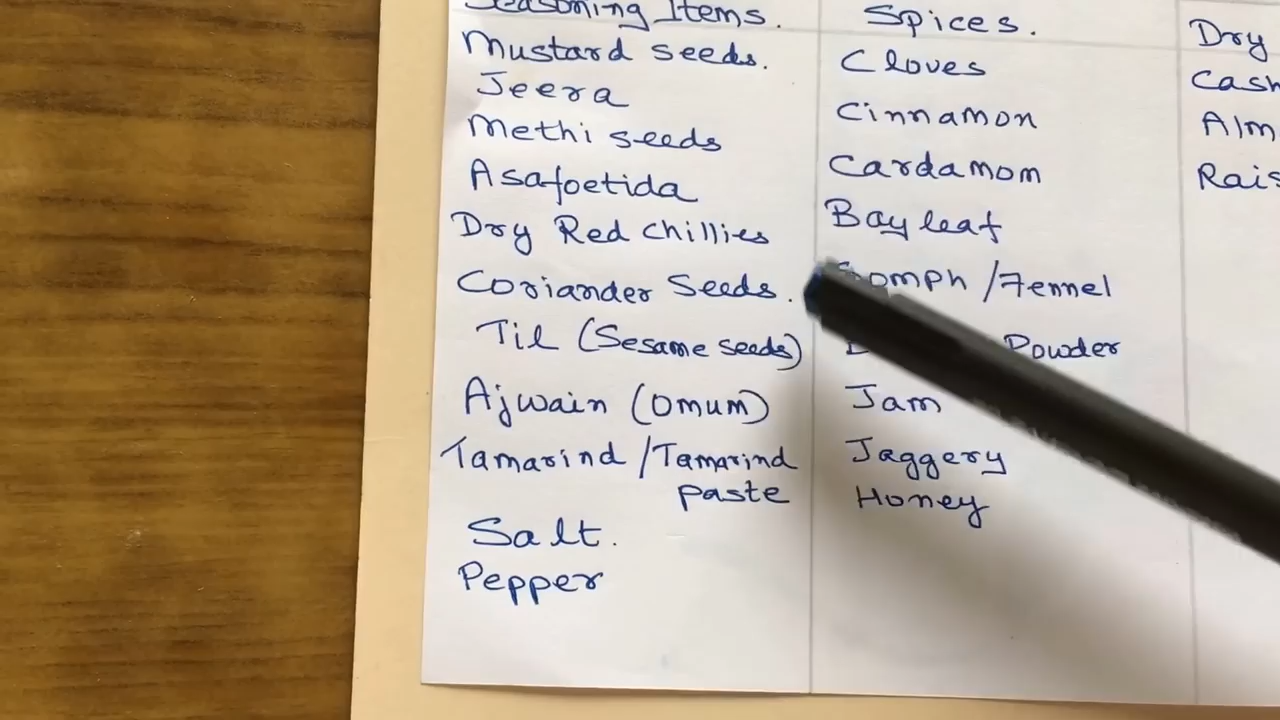 Seasoning Items.
Mustard seeds.
Jeera
Methi seeds
Asafoetida
Dry Red chillies
Coriander Seeds.
Til (Sesame seeds)
Ajwain (Omum)
Tamarind /Tamarind
paste
Salt.
Pepper
Spices.
Cloves
Cinnamon
Cardamom
Bay leaf
Somph /Fennel
Powder
Jam
Jaggery
Honey
Dry
Cash
Alm
Rais